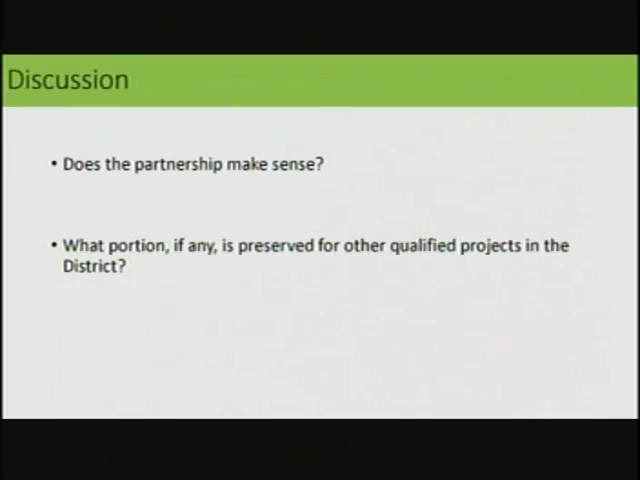 Discussion
• Does the partnership make sense?
• What portion, if any, is preserved for other qualified projects in the
District?